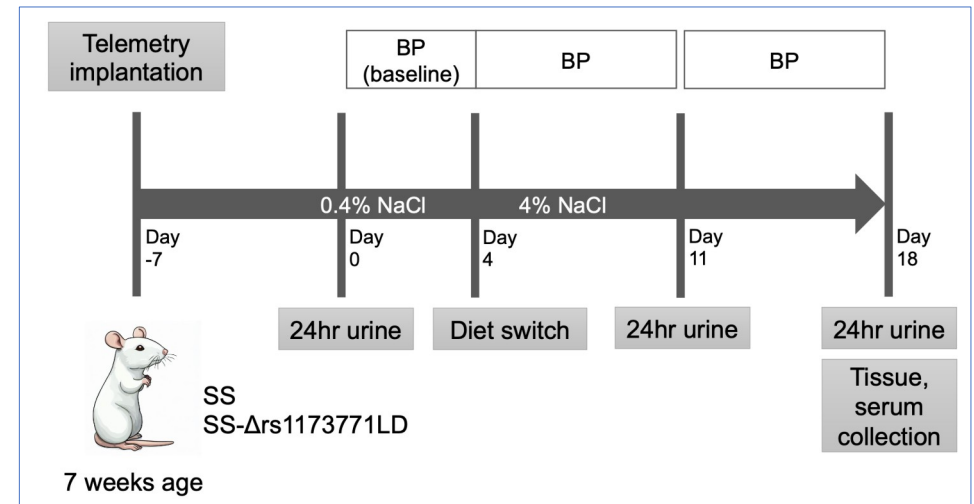 Telemetry
implantation
BP
(baseline)
BP
BP
0.4% NaCl
4% NaCl
Day
-7
Day
0
Day
4
Day
11
Day
18
24hr urine
Diet switch
24hr urine
24hr urine
Tissue,
serum
collection
SS
SS-Δrs1173771LD
7 weeks age